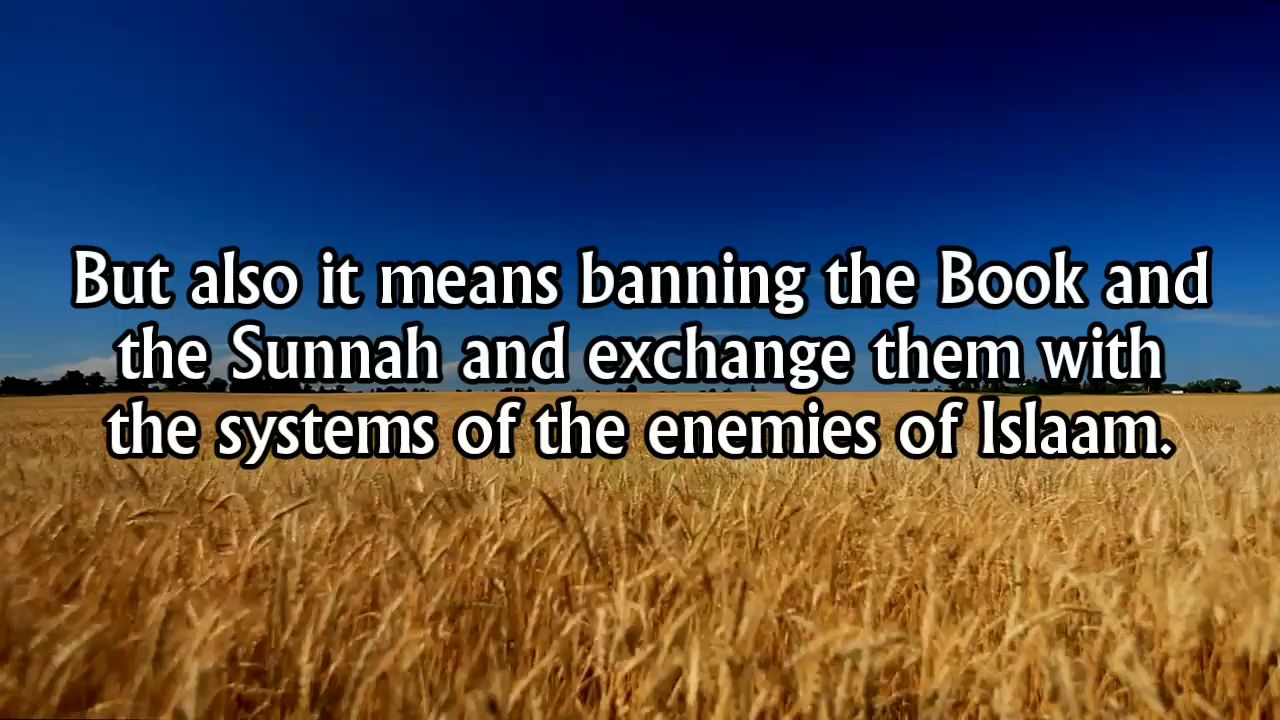 But also it means banning the Book and
the Sunnah and exchange them with
the systems of the enemies of Islaam.